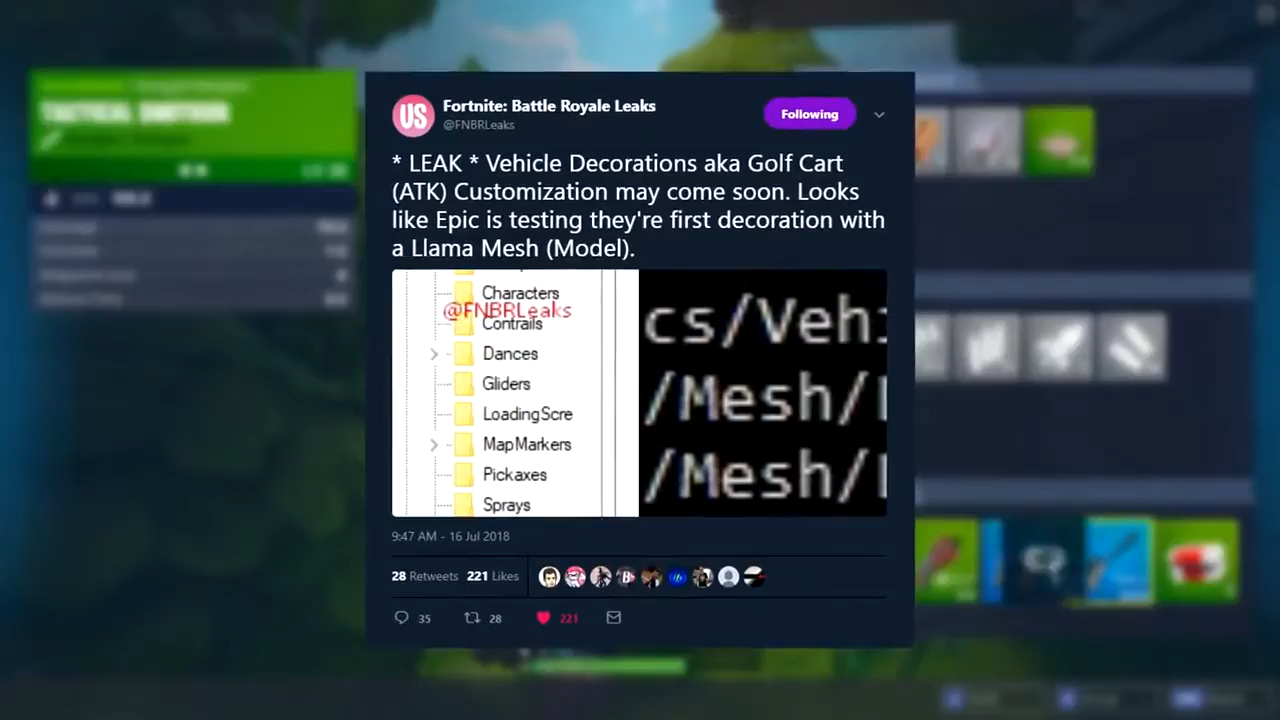 US
Fortnite: Battle Royale Leaks
@FNBRLeaks
Following
* LEAK * Vehicle Decorations aka Golf Cart
(ATK) Customization may come soon. Looks
like Epic is testing they're first decoration with
a Llama Mesh (Model).
Characters
@FNBRLeaks
Contrails
Dances
Gliders
LoadingScre
MapMarkers
Pickaxes
Sprays
cs/Vehi
/Mesh/
/Mesh/
9:47 AM - 16 Jul 2018
28 Retweets 221 Likes
35 28 221